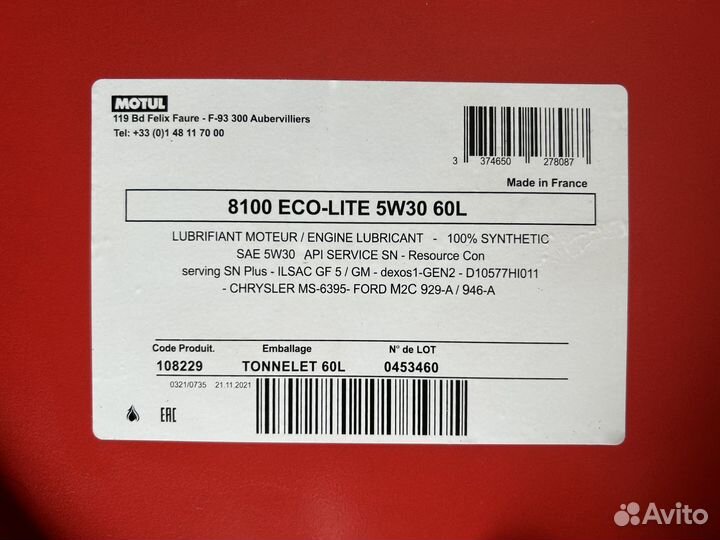 MOTUL
119 Bd Felix Faure - F-93 300 Aubervilliers
Tel: +33 (0)1 48 11 70 00
3 374650 278087
Made in France
8100 ECO-LITE 5W30 60L
LUBRIFIANT MOTEUR / ENGINE LUBRICANT - 100% SYNTHETIC
SAE 5W30 API SERVICE SN - Resource Con
serving SN Plus - ILSAC GF 5 / GM - dexos1-GEN2 - D10577HI011
- CHRYSLER MS-6395- FORD M2C 929-A / 946-A
Code Produit. Emballage N° de LOT
108229 TONNELET 60L 0453460
0321/0735 21.11.2021
EAC
Avito